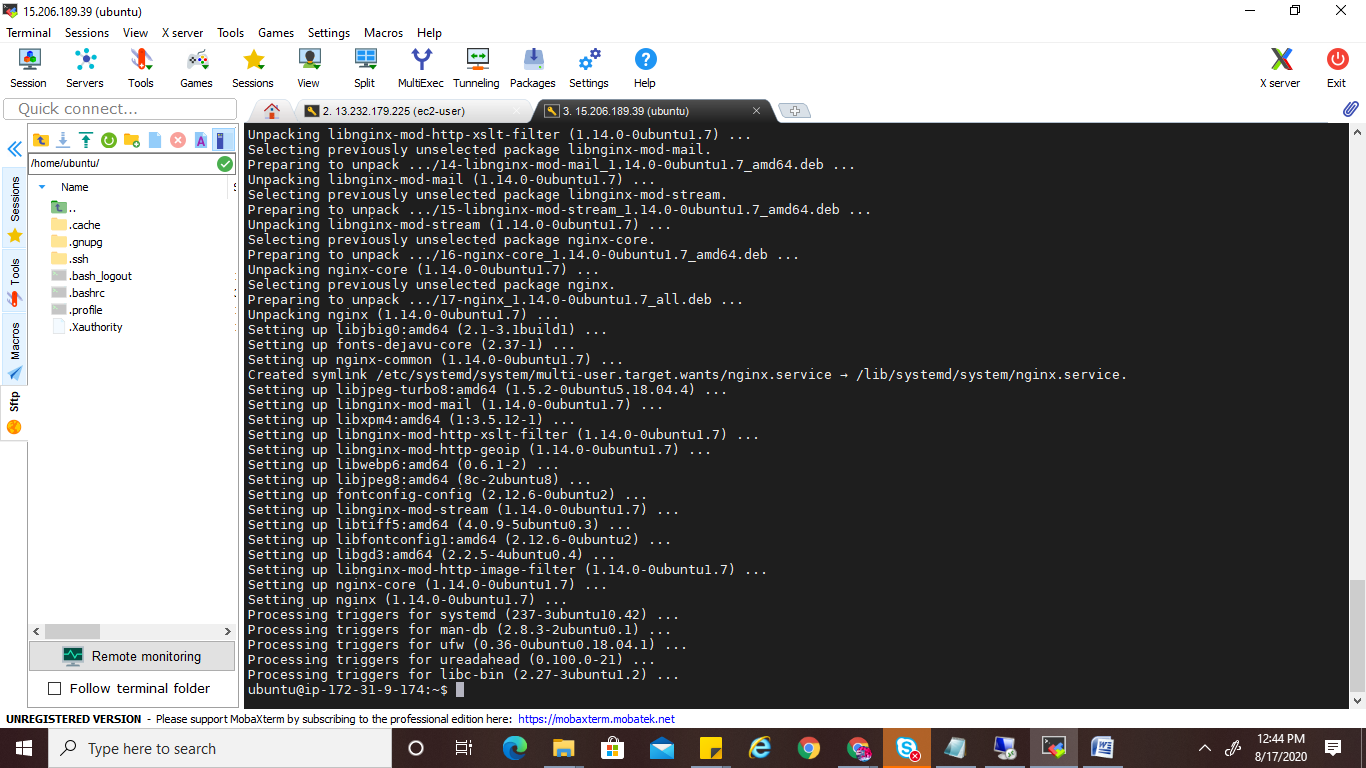 15.206.189.39 (ubuntu)
Terminal Sessions View X server Tools Games Settings Macros Help
Session Servers Tools Games Sessions View Split MultiExec Tunneling Packages Settings Help X server Exit
Quick connect...
2. 13.232.179.225 (ec2-user)
3. 15.206.189.39 (ubuntu)
/home/ubuntu/
Name
..
.cache
.gnupg
.ssh
.bash_logout
.bashrc
.profile
.Xauthority
Sessions
Tools
Macros
Sftp
Remote monitoring
Follow terminal folder
Unpacking libnginx-mod-http-xslt-filter (1.14.0-0ubuntu1.7) ...
Selecting previously unselected package libnginx-mod-mail.
Preparing to unpack .../14-libnginx-mod-mail_1.14.0-0ubuntu1.7_amd64.deb ...
Unpacking libnginx-mod-mail (1.14.0-0ubuntu1.7) ...
Selecting previously unselected package libnginx-mod-stream.
Preparing to unpack .../15-libnginx-mod-stream_1.14.0-0ubuntu1.7_amd64.deb ...
Unpacking libnginx-mod-stream (1.14.0-0ubuntu1.7) ...
Selecting previously unselected package nginx-core.
Preparing to unpack .../16-nginx-core_1.14.0-0ubuntu1.7_amd64.deb ...
Unpacking nginx-core (1.14.0-0ubuntu1.7) ...
Selecting previously unselected package nginx.
Preparing to unpack .../17-nginx_1.14.0-0ubuntu1.7_all.deb ...
Unpacking nginx (1.14.0-0ubuntu1.7) ...
Setting up libjbig0:amd64 (2.1-3.1build1) ...
Setting up fonts-dejavu-core (2.37-1) ...
Setting up nginx-common (1.14.0-0ubuntu1.7) ...
Created symlink /etc/systemd/system/multi-user.target.wants/nginx.service → /lib/systemd/system/nginx.service.
Setting up libjpeg-turbo8:amd64 (1.5.2-0ubuntu5.18.04.4) ...
Setting up libnginx-mod-mail (1.14.0-0ubuntu1.7) ...
Setting up libxpm4:amd64 (1:3.5.12-1) ...
Setting up libnginx-mod-http-xslt-filter (1.14.0-0ubuntu1.7) ...
Setting up libnginx-mod-http-geoip (1.14.0-0ubuntu1.7) ...
Setting up libwebp6:amd64 (0.6.1-2) ...
Setting up libjpeg8:amd64 (8c-2ubuntu8) ...
Setting up fontconfig-config (2.12.6-0ubuntu2) ...
Setting up libnginx-mod-stream (1.14.0-0ubuntu1.7) ...
Setting up libtiff5:amd64 (4.0.9-5ubuntu0.3) ...
Setting up libfontconfig1:amd64 (2.12.6-0ubuntu2) ...
Setting up libgd3:amd64 (2.2.5-4ubuntu0.4) ...
Setting up libnginx-mod-http-image-filter (1.14.0-0ubuntu1.7) ...
Setting up nginx-core (1.14.0-0ubuntu1.7) ...
Setting up nginx (1.14.0-0ubuntu1.7) ...
Processing triggers for systemd (237-3ubuntu10.42) ...
Processing triggers for man-db (2.8.3-2ubuntu0.1) ...
Processing triggers for ufw (0.36-0ubuntu0.18.04.1) ...
Processing triggers for ureadahead (0.100.0-21) ...
Processing triggers for libc-bin (2.27-3ubuntu1.2) ...
ubuntu@ip-172-31-9-174:~$
UNREGISTERED VERSION - Please support MobaXterm by subscribing to the professional edition here: https://mobaxterm.mobatek.net
Type here to search
12:44 PM
8/17/2020